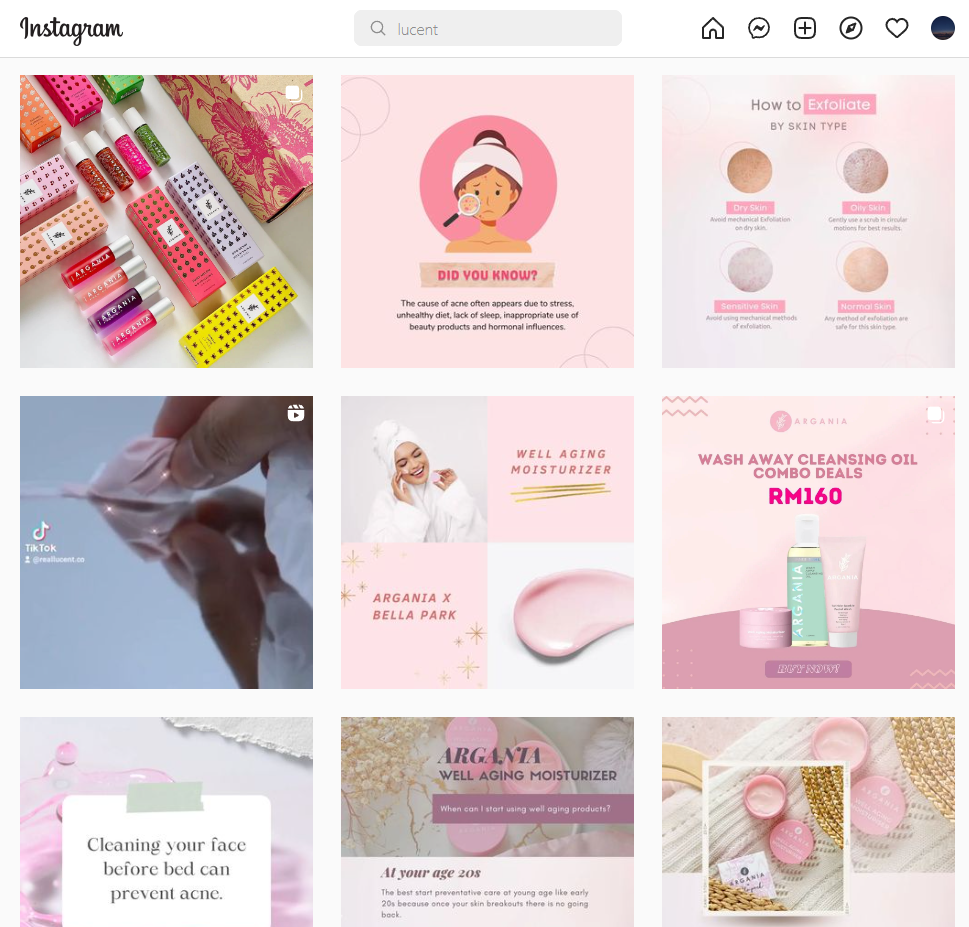 Instagram
lucent
ARGANIA
ARGANIA
ARGANIA
ARGANIA
DID YOU KNOW?
The cause of acne often appears due to stress,
unhealthy diet, lack of sleep, inappropriate use of
beauty products and hormonal influences.
How to Exfoliate
BY SKIN TYPE
Dry Skin
Avoid mechanical Exfoliation
on dry skin.
Oily Skin
Gently use a scrub in circular
motions for best results.
Sensitive Skin
Avoid using mechanical methods
of exfoliation.
Normal Skin
Any method of exfoliation are
safe for this skin type.
TikTok
@reallucent.cn
WELL AGING
MOISTURIZER
ARGANIA X
BELLA PARK
ARGANIA
WASH AWAY CLEANSING OIL
COMBO DEALS
RM160
ARGANIA
ARGANIA
BUY NOW!
Cleaning your face
before bed can
prevent acne.
ARGANIA
WELL AGING MOISTURIZER
When can I start using well aging products?
At your age 20s
The best start preventative care at young age like early
20s because once your skin breakouts there is no going
back.
ARGANIA
ARGANIA
ARGANIA